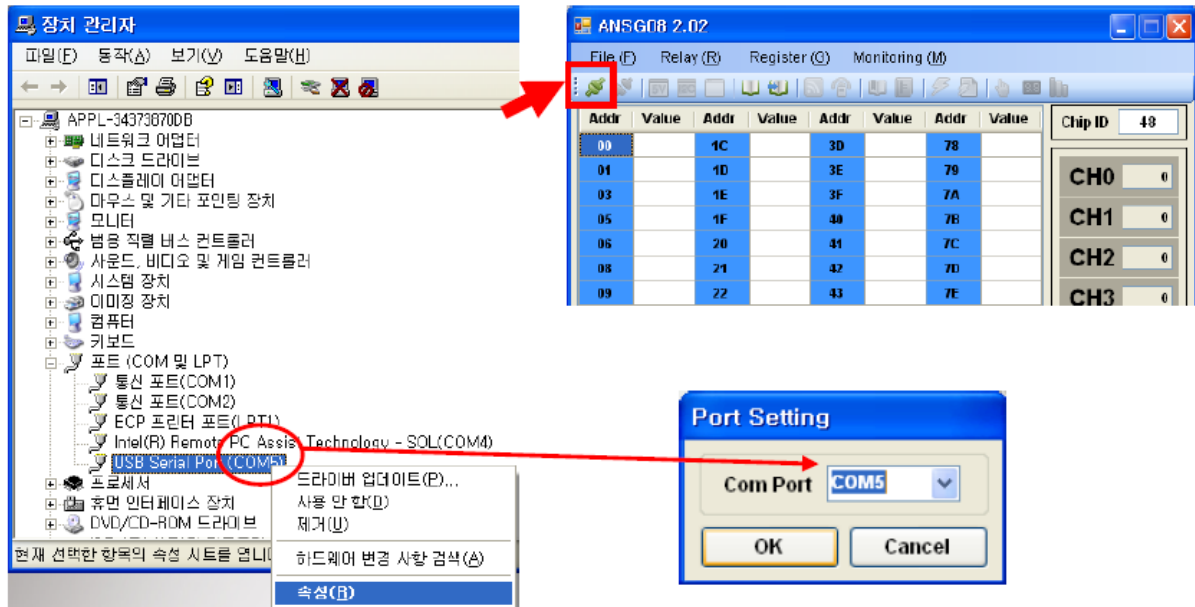 장치 관리자
파일(F) 동작(A) 보기(V) 도움말(H)
APPL-34373870DB
네트워크 어댑터
디스크 드라이브
디스플레이 어댑터
마우스 및 기타 포인팅 장치
모니터
범용 직렬 버스 컨트롤러
사운드, 비디오 및 게임 컨트롤러
시스템 장치
이미징 장치
컴퓨터
키보드
포트 (COM 및 LPT)
통신 포트(COM1)
통신 포트(COM2)
ECP 프린터 포트(LPT1)
Intel(R) Remote PC Assist Technology - SOL(COM4)
USB Serial Port (COM5)
프로세서
휴먼 인터페이스 장치
DVD/CD-ROM 드라이브
현재 선택한 항목의 속성 시트를 엽니다
드라이버 업데이트(P)...
사용 안 함(D)
제거(U)
하드웨어 변경 사항 검색(A)
속성(R)
ANSG08 2.02
File (F) Relay (R) Register (O) Monitoring (M)
Addr Value Addr Value Addr Value Addr Value
00 1C 3D 78
01 1D 3E 79
03 1E 3F 7A
05 1F 40 7B
06 20 41 7C
08 21 42 7D
09 22 43 7E
Chip ID 48
CH0 0
CH1 0
CH2 0
CH3 0
Port Setting
Com Port COM5
OK Cancel